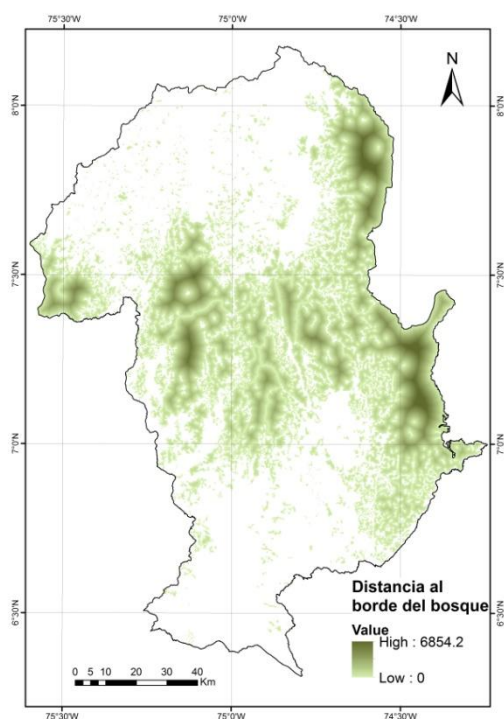 75°30'W 75°0'W 74°30'W
N
8°0'N 8°0'N
7°30'N 7°30'N
7°0'N 7°0'N
6°30'N 6°30'N
Distancia al
borde del bosque
Value
High : 6854.2
Low : 0
0 5 10 20 30 40
Km
75°30'W 75°0'W 74°30'W